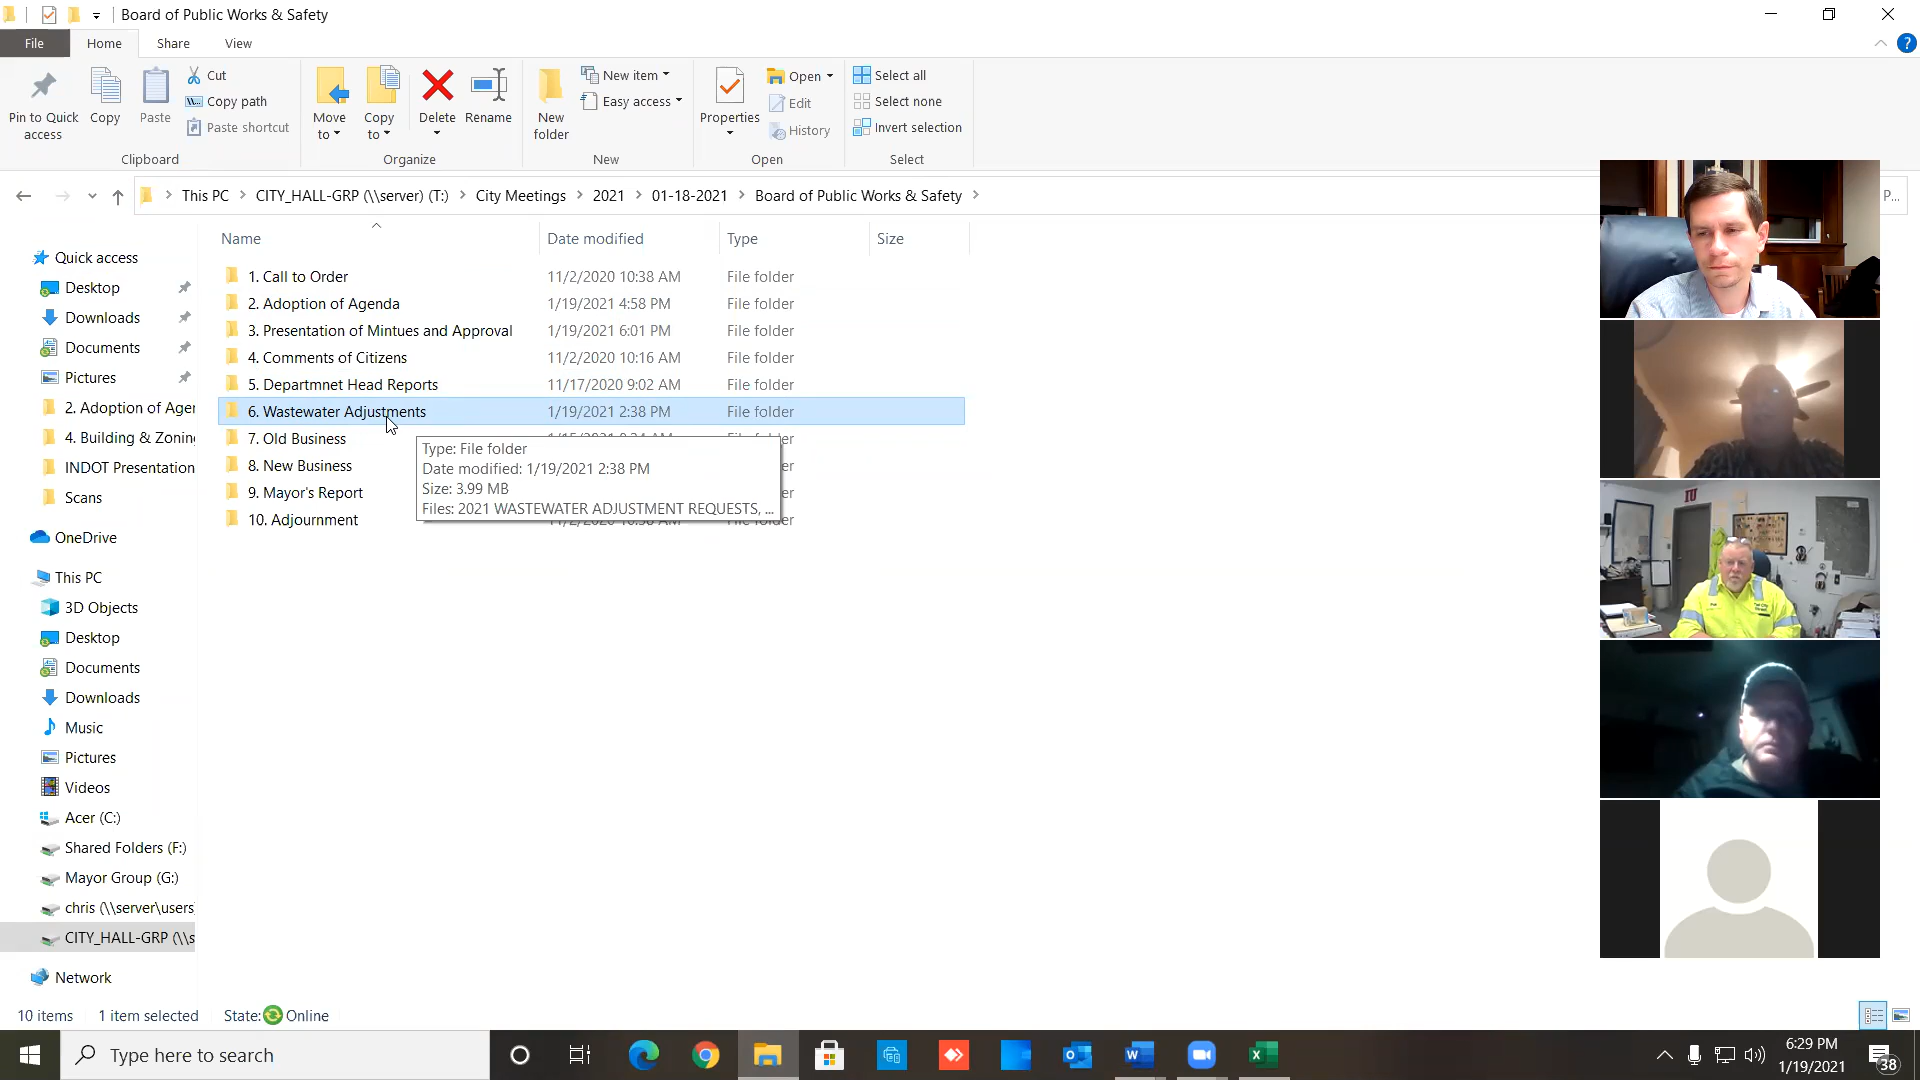 Board of Public Works & Safety
File Home Share View
Pin to Quick access
Copy
Paste
Cut
Copy path
Paste shortcut
Clipboard
Move to
Copy to
Delete
Rename
Organize
New folder
New item
Easy access
New
Properties
Open
Edit
History
Open
Select all
Select none
Invert selection
Select
This PC > CITY_HALL-GRP (\\server) (T:) > City Meetings > 2021 > 01-18-2021 > Board of Public Works & Safety >
P...
Name Date modified Type Size
1. Call to Order 11/2/2020 10:38 AM File folder
2. Adoption of Agenda 1/19/2021 4:58 PM File folder
3. Presentation of Mintues and Approval 1/19/2021 6:01 PM File folder
4. Comments of Citizens 11/2/2020 10:16 AM File folder
5. Departmnet Head Reports 11/17/2020 9:02 AM File folder
6. Wastewater Adjustments 1/19/2021 2:38 PM File folder
7. Old Business
8. New Business
9. Mayor's Report
10. Adjournment
Type: File folder
Date modified: 1/19/2021 2:38 PM
Size: 3.99 MB
Files: 2021 WASTEWATER ADJUSTMENT REQUESTS, ...
Quick access
Desktop
Downloads
Documents
Pictures
2. Adoption of Agen
4. Building & Zoning
INDOT Presentation
Scans
OneDrive
This PC
3D Objects
Desktop
Documents
Downloads
Music
Pictures
Videos
Acer (C:)
Shared Folders (F:)
Mayor Group (G:)
chris (\\server\users
CITY_HALL-GRP (\\s
Network
10 items 1 item selected State: Online
IU
Type here to search
6:29 PM
1/19/2021
38